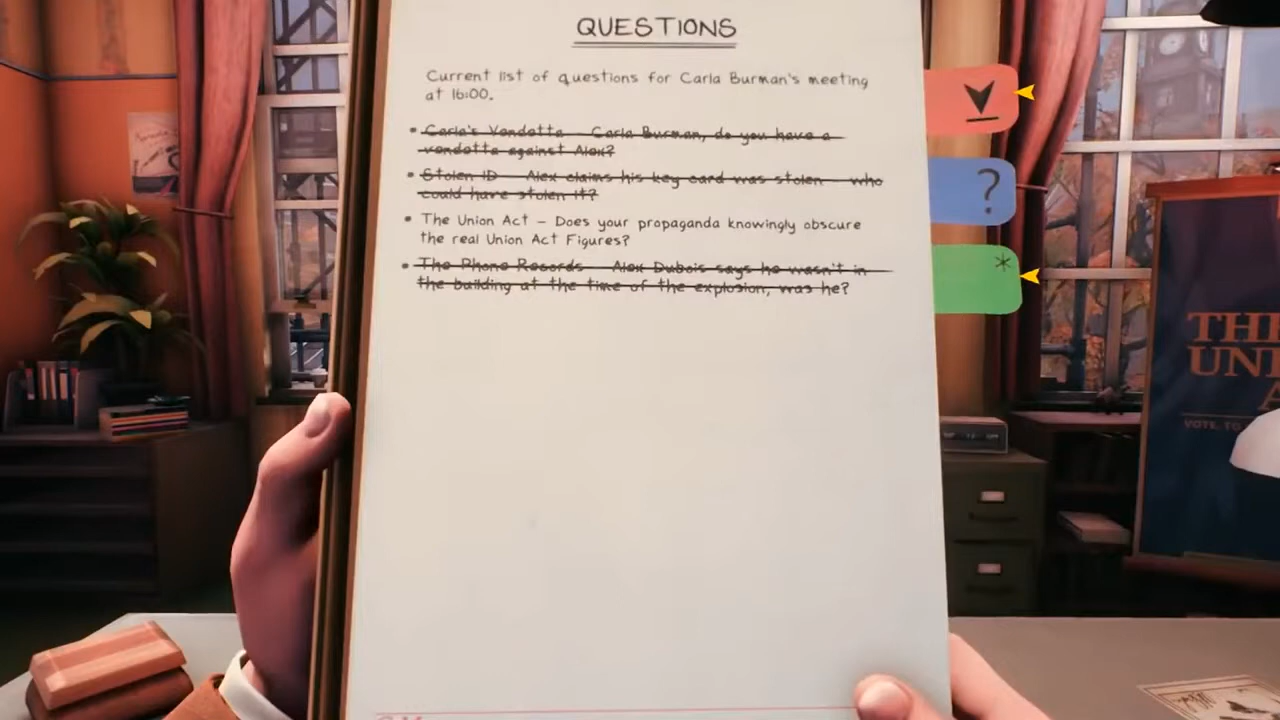 QUESTIONS
Current list of questions for Carla Burman's meeting
at 16:00.
• Carla's Vendetta - Carla Burman, do you have a
vendetta against Alex?
• Stolen ID - Alex claims his key card was stolen - who
could have stolen it?
• The Union Act - Does your propaganda knowingly obscure
the real Union Act Figures?
• The Phone Records - Alex Dubois says he wasn't in
the building at the time of the explosion, was he?
?
*
THE
UNI
A
VOTE. TO